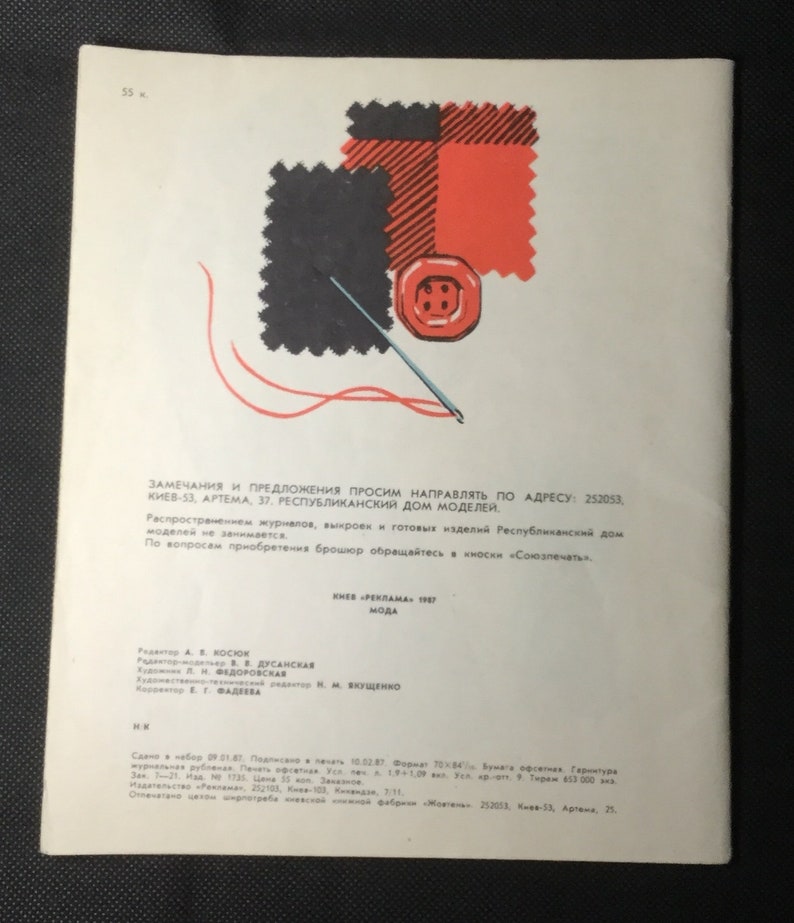 55 к.
ЗАМЕЧАНИЯ И ПРЕДЛОЖЕНИЯ ПРОСИМ НАПРАВЛЯТЬ ПО АДРЕСУ: 252053,
КИЕВ-53, АРТЕМА, 37. РЕСПУБЛИКАНСКИЙ ДОМ МОДЕЛЕЙ.
Распространением журналов, выкроек и готовых изделий Республиканский дом
моделей не занимается.
По вопросам приобретения брошюр обращайтесь в киоски «Союзпечать».
КИЕВ «РЕКЛАМА» 1987
МОДА
Редактор А. В. КОСЮК
Редактор-модельер В. В. ДУСАНСКАЯ
Художник Л. Н. ФЕДОРОВСКАЯ
Художественно-технический редактор Н. М. ЯКУЩЕНКО
Корректор Е. Г. ФАДЕЕВА
Н/К
Сдано в набор 09.01.87. Подписано в печать 10.02.87. Формат 70×84¹/₁₆. Бумага офсетная. Гарнитура
журнальная рубленая. Печать офсетная. Усл. печ. л. 1,9+1,09 вкл. Усл. кр.-отт. 9. Тираж 653 000 экз.
Зак. 7—21. Изд. № 1735. Цена 55 коп. Заказное.
Издательство «Реклама», 252103, Киев-103, Киквидзе, 7/11.
Отпечатано цехом ширпотреба киевской книжной фабрики «Жовтень». 252053, Киев-53, Артема, 25.